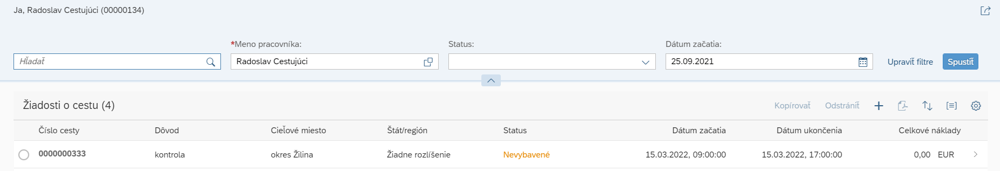 Ja, Radoslav Cestujúci (00000134)
*Meno pracovníka: Status: Dátum začatia:
Hľadať Radoslav Cestujúci 25.09.2021 Upraviť filtre Spustiť
Žiadosti o cestu (4) Kopírovať Odstrániť
Číslo cesty Dôvod Cieľové miesto Štát/región Status Dátum začatia Dátum ukončenia Celkové náklady
0000000333 kontrola okres Žilina Žiadne rozlíšenie Nevybavené 15.03.2022, 09:00:00 15.03.2022, 17:00:00 0,00 EUR